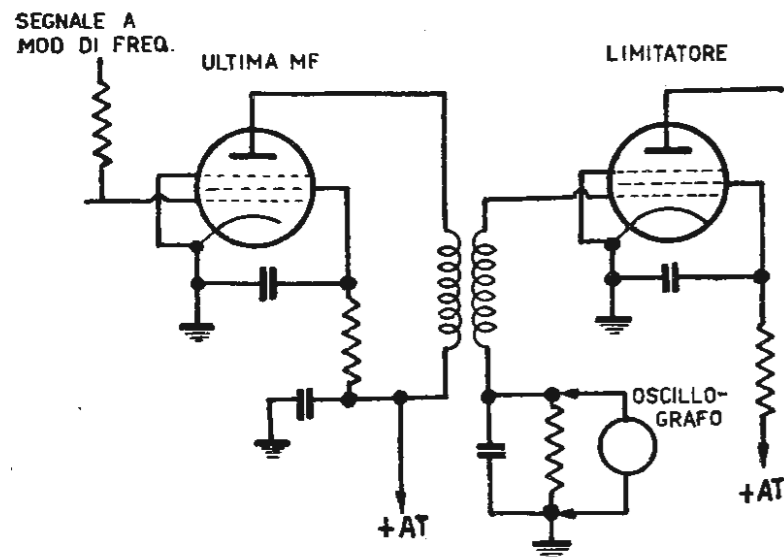 SEGNALE A
MOD DI FREQ.
ULTIMA MF
LIMITATORE
OSCILLO-
GRAFO
+AT
+AT